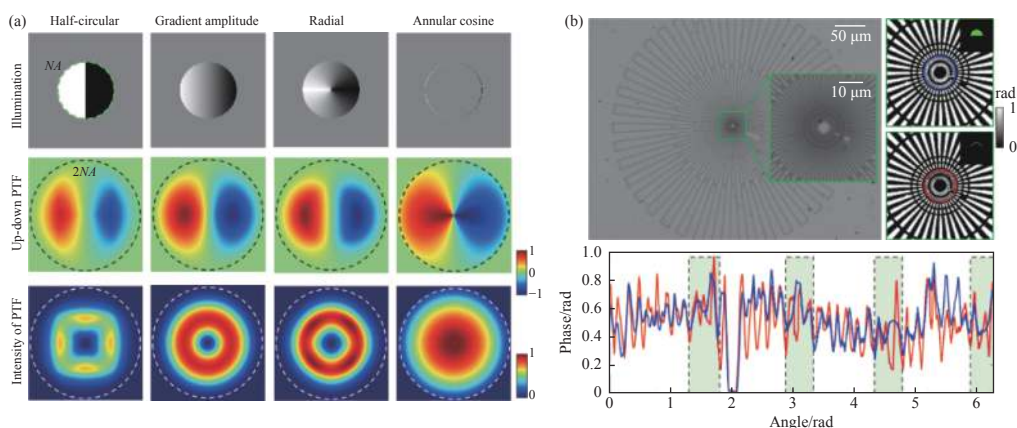 (a)
Half-circular
Gradient amplitude
Radial
Annular cosine
Illumination
NA
Up-down PTF
2NA
1
0
−1
Intensity of PTF
1
0
(b)
50 μm
10 μm
rad
1
0
Phase/rad
1.0
0.8
0.6
0.4
0.2
0
0 1 2 3 4 5 6
Angle/rad